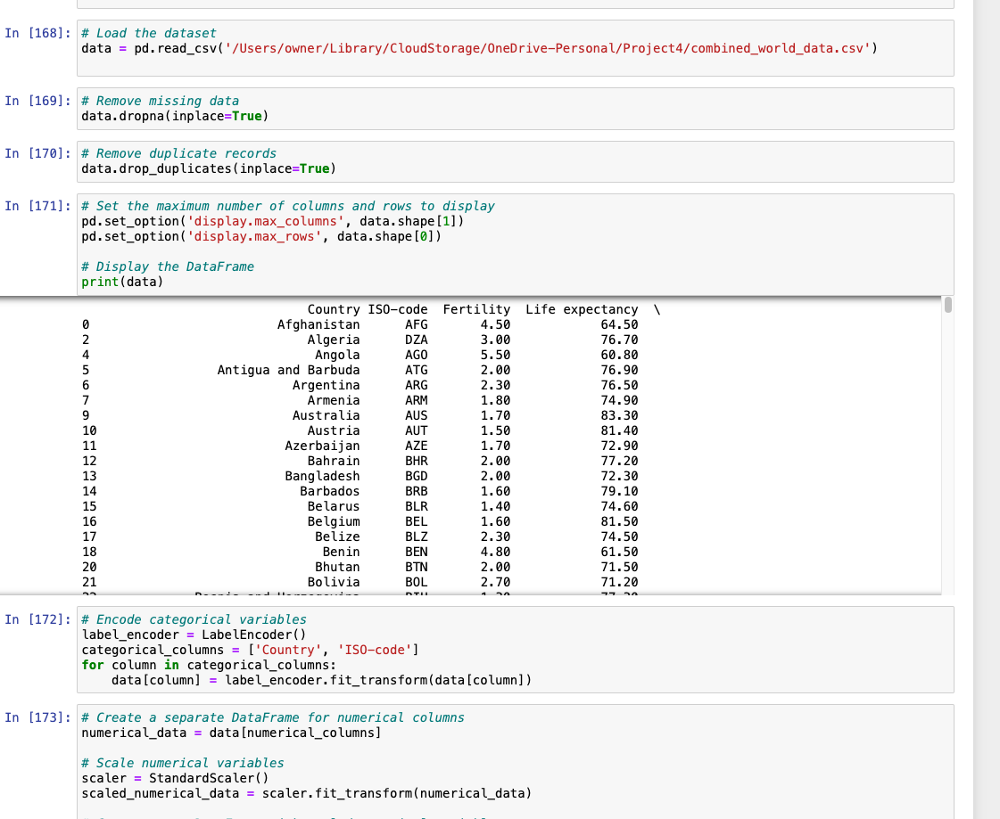 In [168]: # Load the dataset
data = pd.read_csv('/Users/owner/Library/CloudStorage/OneDrive-Personal/Project4/combined_world_data.csv')
In [169]: # Remove missing data
data.dropna(inplace=True)
In [170]: # Remove duplicate records
data.drop_duplicates(inplace=True)
In [171]: # Set the maximum number of columns and rows to display
pd.set_option('display.max_columns', data.shape[1])
pd.set_option('display.max_rows', data.shape[0])
# Display the DataFrame
print(data)
Country ISO-code Fertility Life expectancy \
0 Afghanistan AFG 4.50 64.50
2 Algeria DZA 3.00 76.70
4 Angola AGO 5.50 60.80
5 Antigua and Barbuda ATG 2.00 76.90
6 Argentina ARG 2.30 76.50
7 Armenia ARM 1.80 74.90
9 Australia AUS 1.70 83.30
10 Austria AUT 1.50 81.40
11 Azerbaijan AZE 1.70 72.90
12 Bahrain BHR 2.00 77.20
13 Bangladesh BGD 2.00 72.30
14 Barbados BRB 1.60 79.10
15 Belarus BLR 1.40 74.60
16 Belgium BEL 1.60 81.50
17 Belize BLZ 2.30 74.50
18 Benin BEN 4.80 61.50
20 Bhutan BTN 2.00 71.50
21 Bolivia BOL 2.70 71.20
In [172]: # Encode categorical variables
label_encoder = LabelEncoder()
categorical_columns = ['Country', 'ISO-code']
for column in categorical_columns:
data[column] = label_encoder.fit_transform(data[column])
In [173]: # Create a separate DataFrame for numerical columns
numerical_data = data[numerical_columns]
# Scale numerical variables
scaler = StandardScaler()
scaled_numerical_data = scaler.fit_transform(numerical_data)